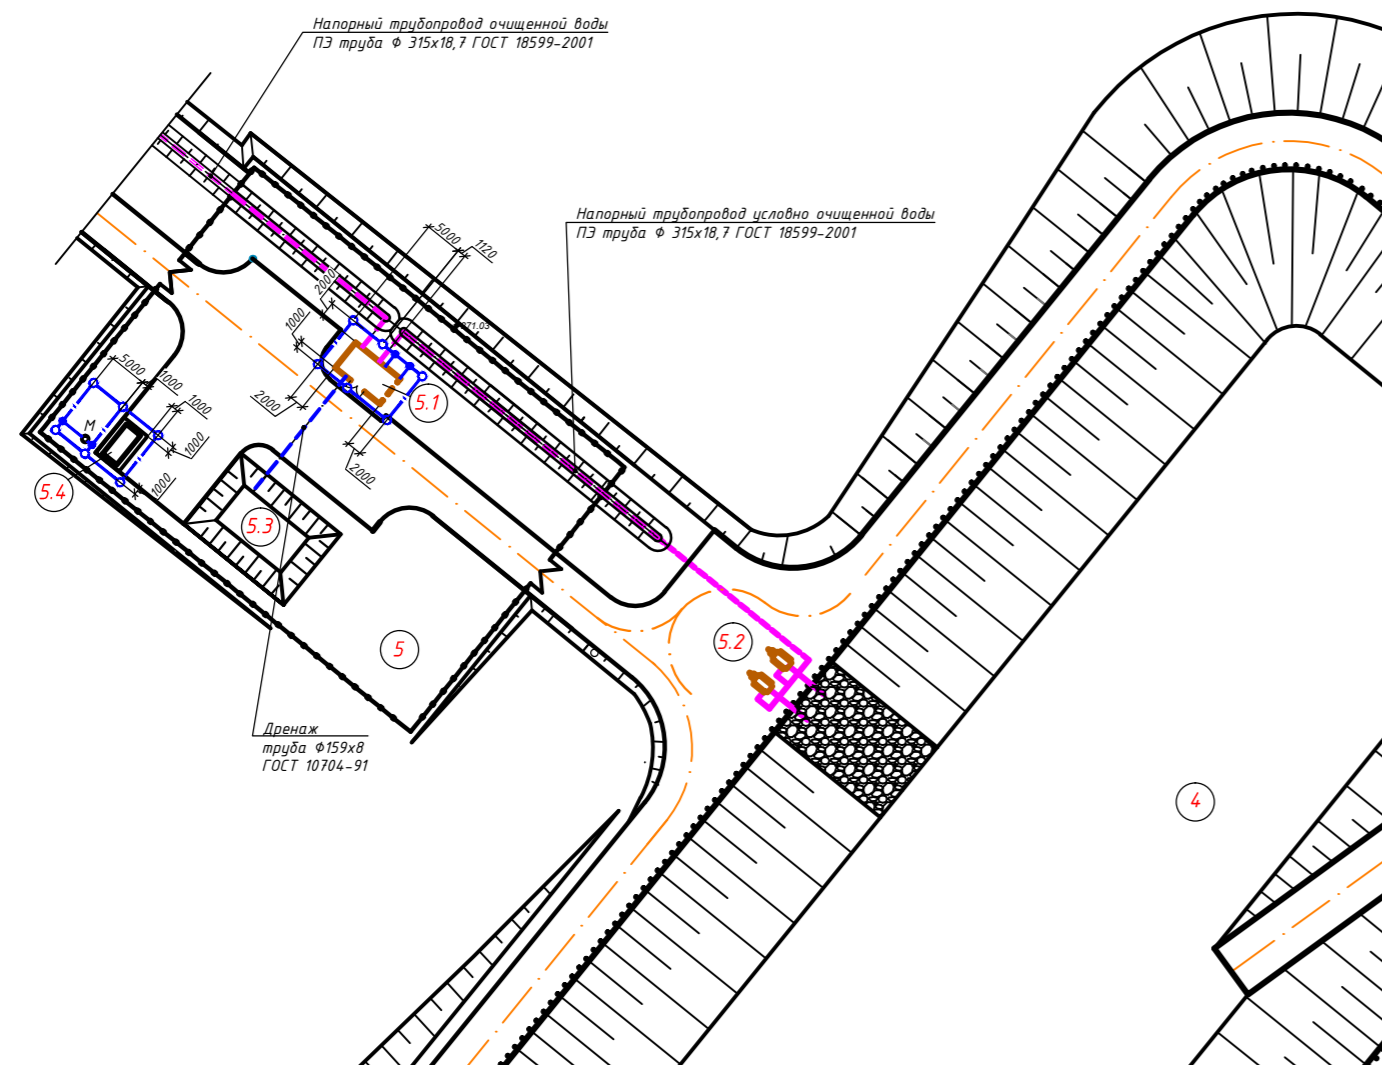 Напорный трубопровод очищенной воды
ПЭ труба Ф 315х18,7 ГОСТ 18599-2001
Напорный трубопровод условно очищенной воды
ПЭ труба Ф 315х18,7 ГОСТ 18599-2001
5000
1120
2000
1000
71.03
2000
5.1
2000
5000
1000
1000
1000
1000
М
5.4
5.3
5
5.2
4
Дренаж
труба Ф159х8
ГОСТ 10704-91